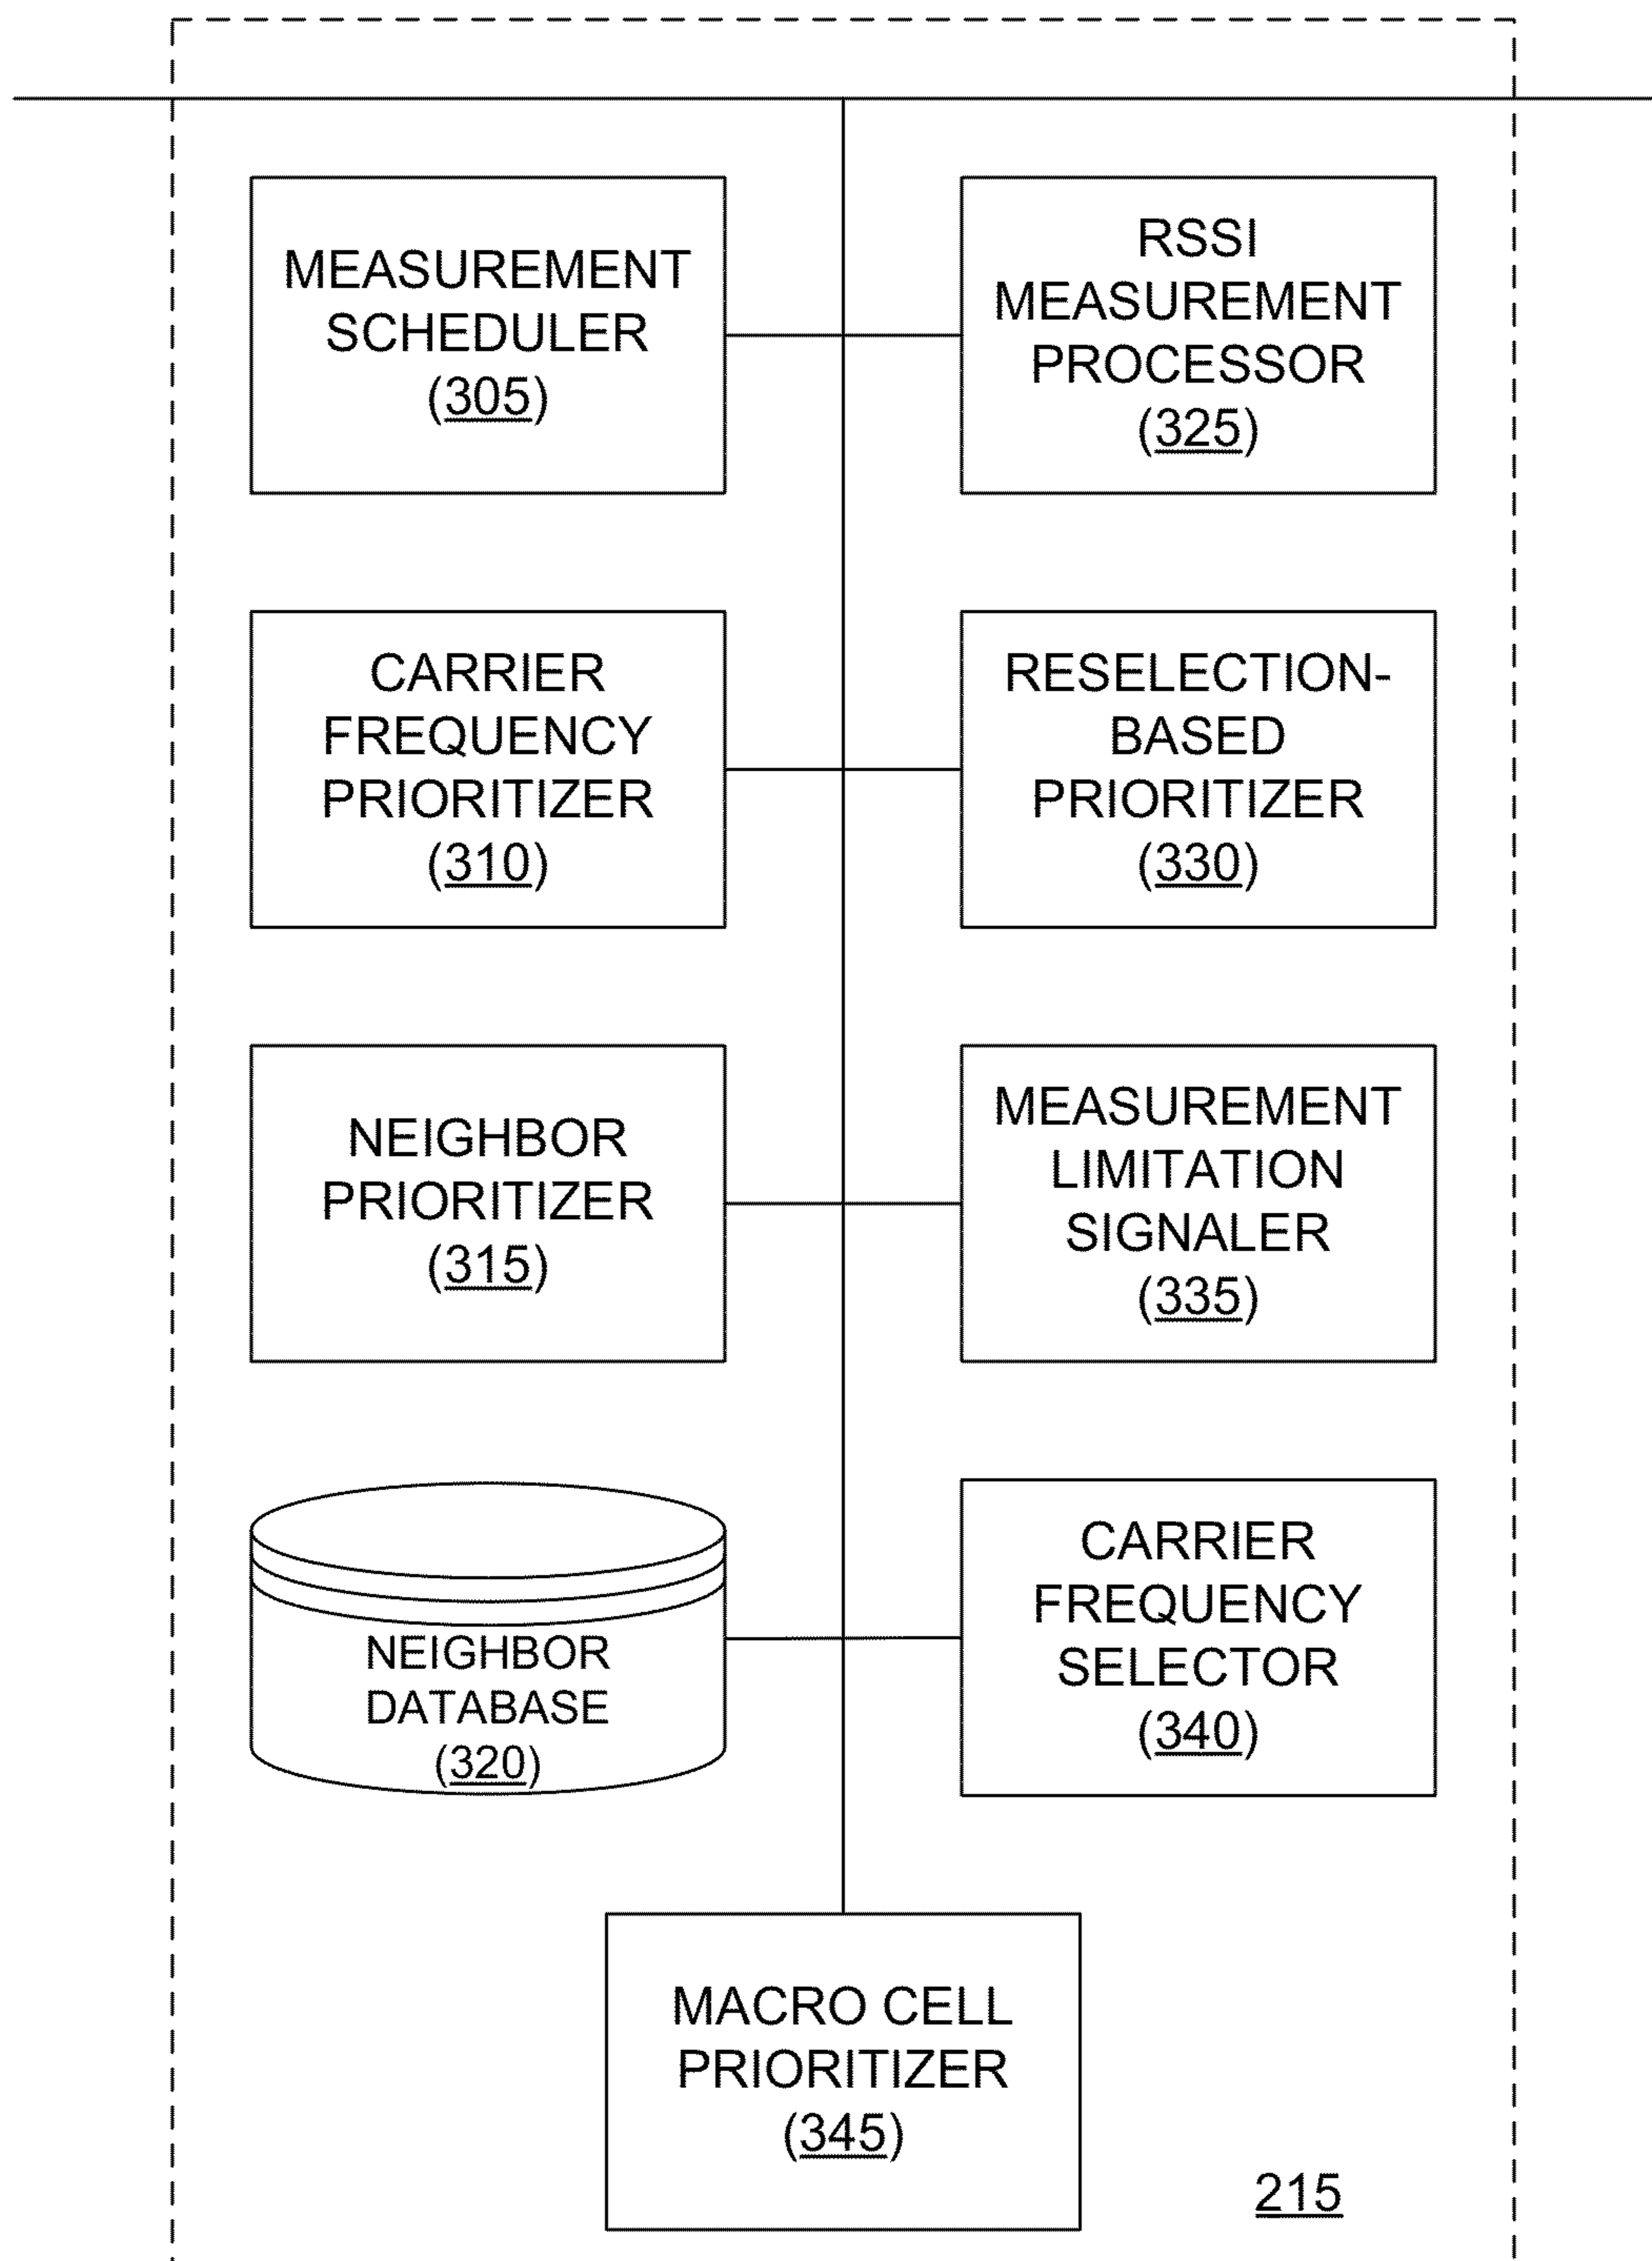 MEASUREMENT
SCHEDULER
(305)
RSSI
MEASUREMENT
PROCESSOR
(325)
CARRIER
FREQUENCY
PRIORITIZER
(310)
RESELECTION-
BASED
PRIORITIZER
(330)
NEIGHBOR
PRIORITIZER
(315)
MEASUREMENT
LIMITATION
SIGNALER
(335)
NEIGHBOR
DATABASE
(320)
CARRIER
FREQUENCY
SELECTOR
(340)
MACRO CELL
PRIORITIZER
(345)
215